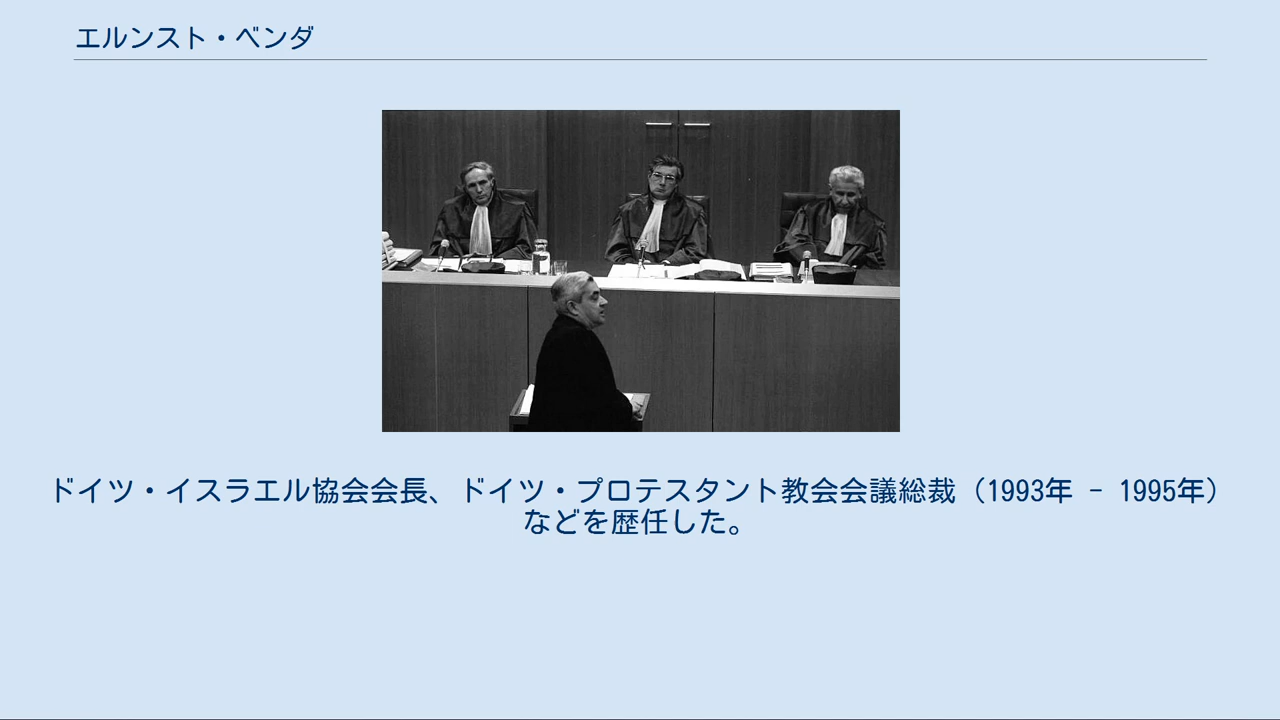 エルンスト・ベンダ
ドイツ・イスラエル協会会長、ドイツ・プロテスタント教会会議総裁（1993年 - 1995年）
などを歴任した。